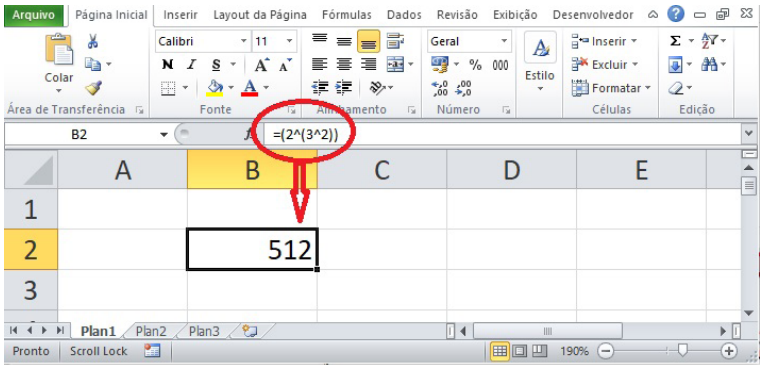 Arquivo Página Inicial Inserir Layout da Página Fórmulas Dados Revisão Exibição Desenvolvedor
Calibri 11 Geral Inserir Σ
N I S A A % 000 Excluir
Colar A Estilo Formatar
Área de Transferência Fonte Alinhamento Número Células Edição
B2 =(2^(3^2))
A B C D E
1
2 512
3
Plan1 Plan2 Plan3
Pronto Scroll Lock 190%